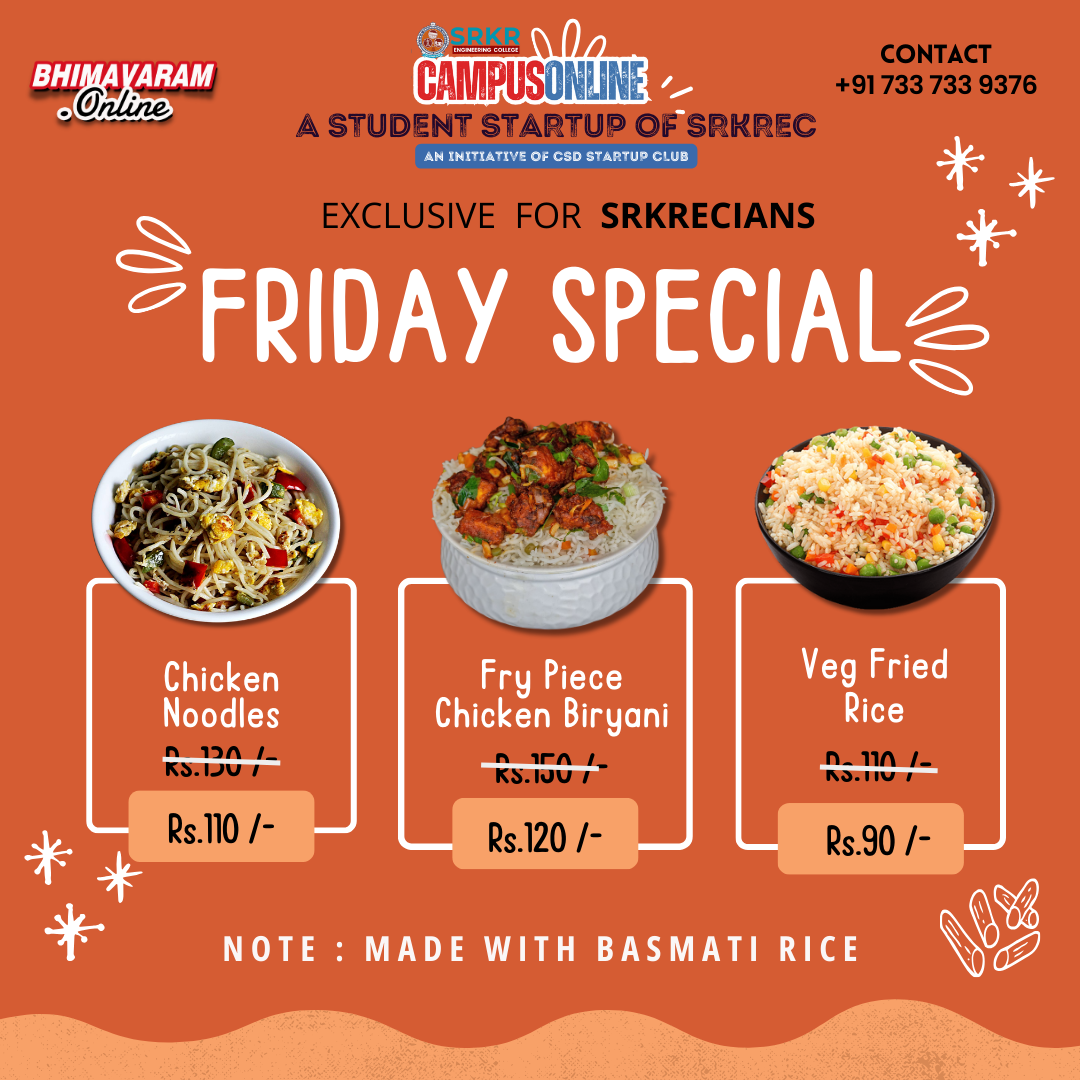 BHIMAVARAM
.Online
SRKR
ENGINEERING COLLEGE
CAMPUSONLINE
A STUDENT STARTUP OF SRKREC
AN INITIATIVE OF CSD STARTUP CLUB
CONTACT
+91 733 733 9376
EXCLUSIVE FOR SRKRECIANS
FRIDAY SPECIAL
Chicken
Noodles
Rs.130 /-
Rs.110 /-
Fry Piece
Chicken Biryani
Rs.150 /-
Rs.120 /-
Veg Fried
Rice
Rs.110 /-
Rs.90 /-
NOTE : MADE WITH BASMATI RICE